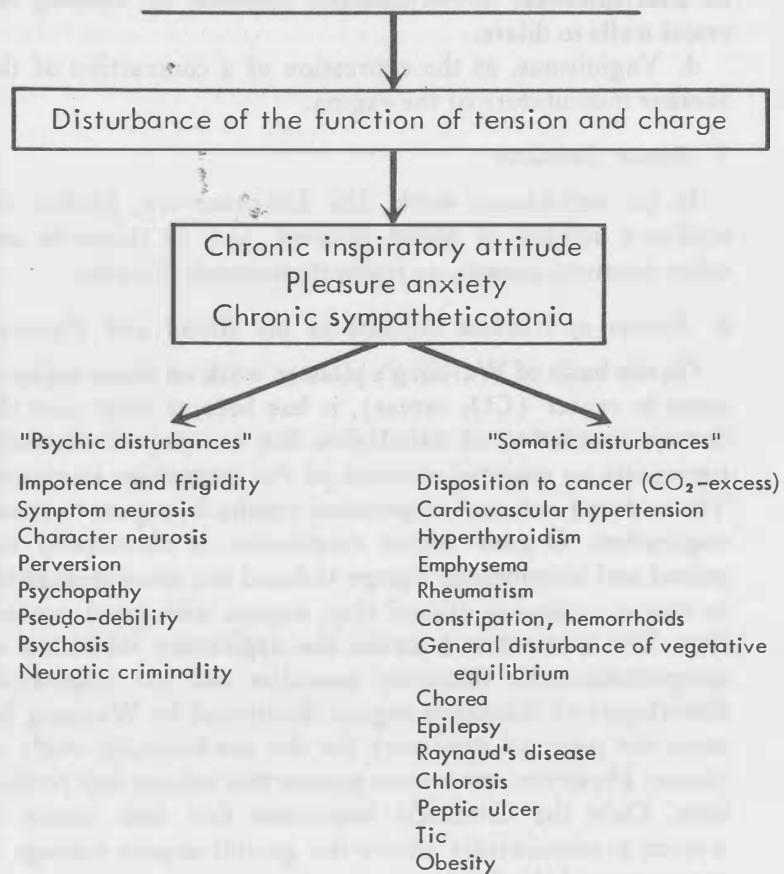 Disturbance of the function of tension and charge
Chronic inspiratory attitude
Pleasure anxiety
Chronic sympatheticotonia
"Psychic disturbances"
Impotence and frigidity
Symptom neurosis
Character neurosis
Perversion
Psychopathy
Pseudo-debility
Psychosis
Neurotic criminality
"Somatic disturbances"
Disposition to cancer (CO₂-excess)
Cardiovascular hypertension
Hyperthyroidism
Emphysema
Rheumatism
Constipation, hemorrhoids
General disturbance of vegetative
equilibrium
Chorea
Epilepsy
Raynaud's disease
Chlorosis
Peptic ulcer
Tic
Obesity